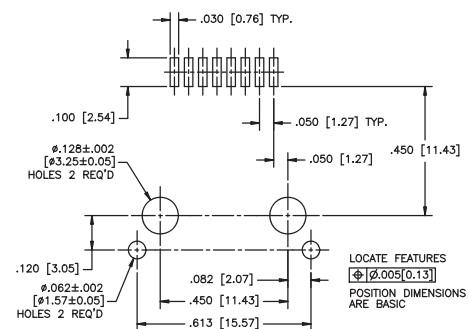 .030 [0.76] TYP.
.100 [2.54]
.050 [1.27] TYP.
.450 [11.43]
ø.128±.002
[ø3.25±0.05]
HOLES 2 REQ'D
.050 [1.27]
.120 [3.05]
.082 [2.07]
LOCATE FEATURES
⌖ Ø.005[0.13]
POSITION DIMENSIONS
ARE BASIC
ø.062±.002
[ø1.57±0.05]
HOLES 2 REQ'D
.450 [11.43]
.613 [15.57]